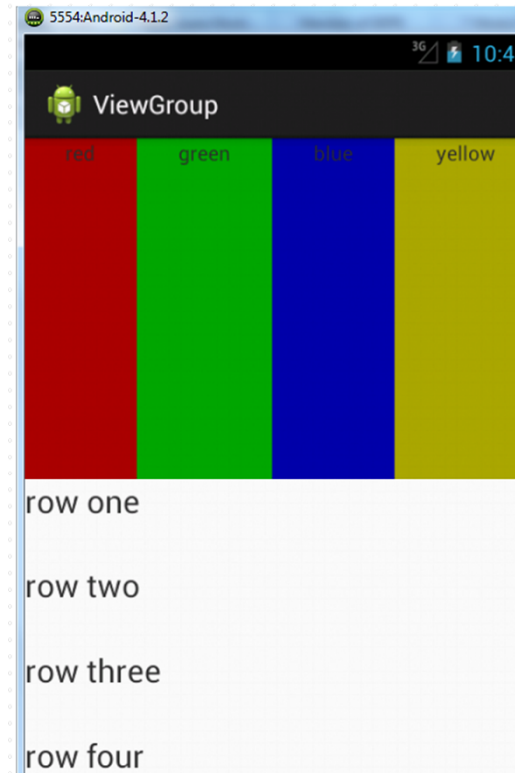 5554:Android-4.1.2
3G 10:4
ViewGroup
red green blue yellow
row one
row two
row three
row four